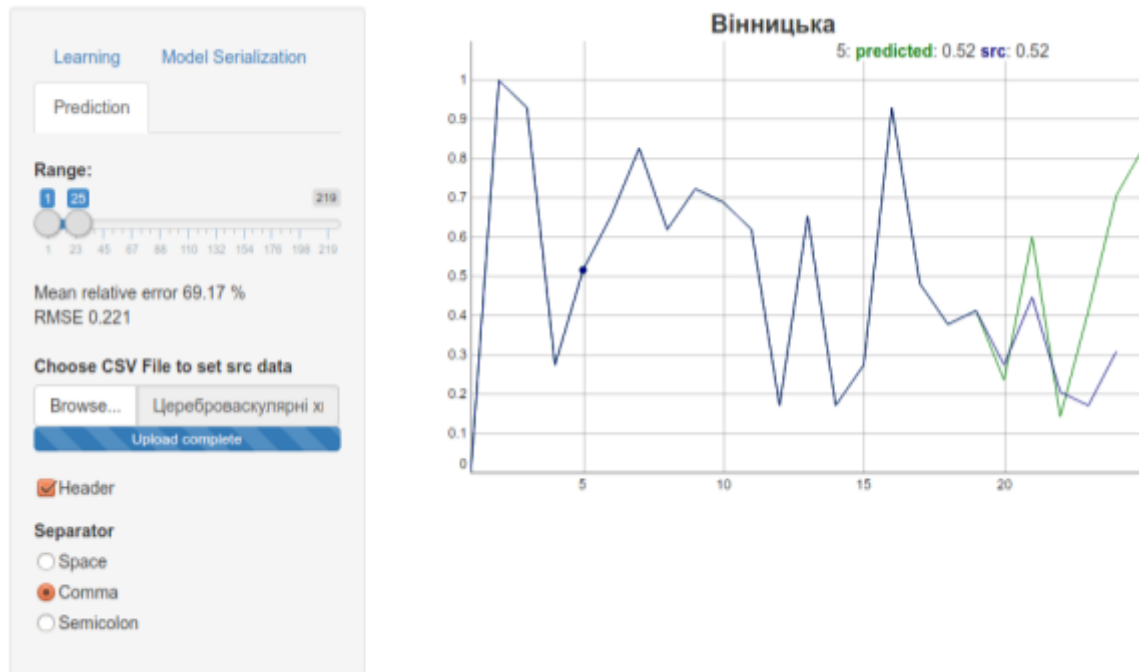 Learning Model Serialization
Prediction
Range:
1 25 219
1 23 45 67 88 110 132 154 176 198 219
Mean relative error 69.17 %
RMSE 0.221
Choose CSV File to set src data
Browse... Цереброваскулярні
Upload complete
Header
Separator
Space
Comma
Semicolon
Вінницька
5: predicted: 0.52 src: 0.52
1
0.9
0.8
0.7
0.6
0.5
0.4
0.3
0.2
0.1
0
5 10 15 20